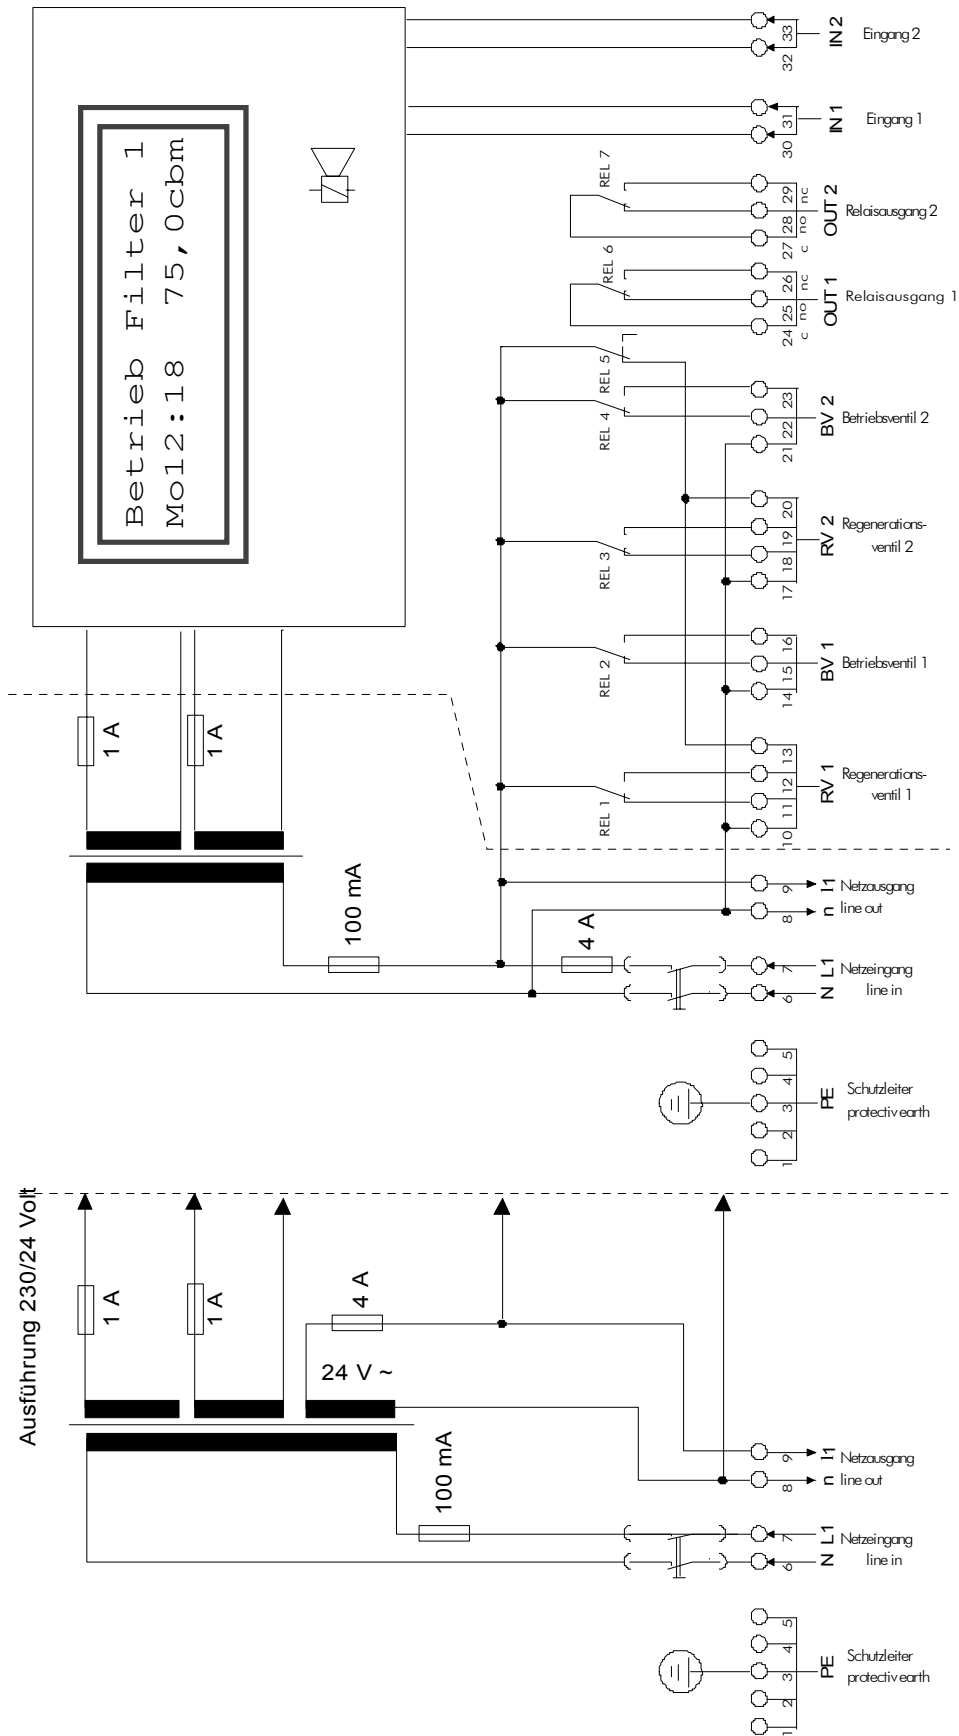 Betrieb Filter 1
Mo12:18 75,0cbm
33
32
IN 2
Eingang 2
31
30
IN 1
Eingang 1
REL 7
29 nc
28 no
27 c
OUT 2
Relaisausgang 2
REL 6
26 nc
25 no
24 c
OUT 1
Relaisausgang 1
REL 5
REL 4
23
22
21
BV 2
Betriebsventil 2
REL 3
20
19
18
17
RV 2
Regenerations-
ventil 2
REL 2
16
15
14
BV 1
Betriebsventil 1
REL 1
13
12
11
10
RV 1
Regenerations-
ventil 1
1 A
1 A
100 mA
4 A
9
8
l1
n
Netzausgang
line out
7
6
L1
N
Netzeingang
line in
5
4
3
2
1
PE
Schutzleiter
protectiv earth
Ausführung 230/24 Volt
1 A
1 A
4 A
24 V ~
100 mA
9
8
l1
n
Netzausgang
line out
7
6
L1
N
Netzeingang
line in
5
4
3
2
1
PE
Schutzleiter
protectiv earth